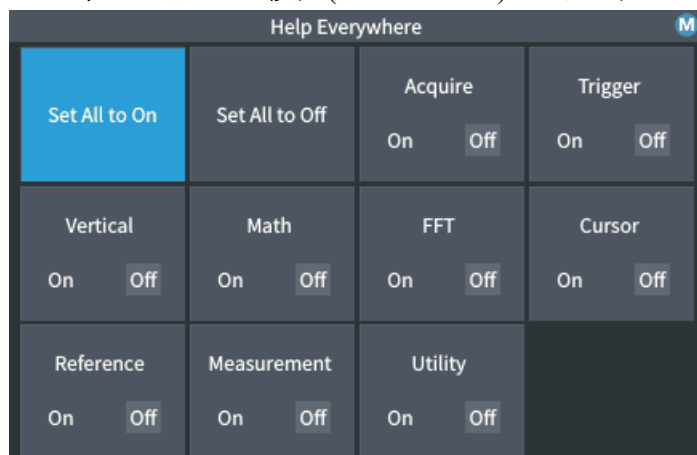 Help Everywhere
M
Set All to On
Set All to Off
Acquire
On Off
Trigger
On Off
Vertical
On Off
Math
On Off
FFT
On Off
Cursor
On Off
Reference
On Off
Measurement
On Off
Utility
On Off